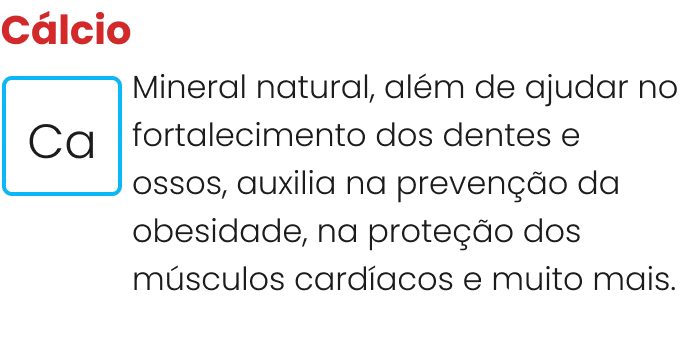 Cálcio
Ca
Mineral natural, além de ajudar no
fortalecimento dos dentes e
ossos, auxilia na prevenção da
obesidade, na proteção dos
músculos cardíacos e muito mais.